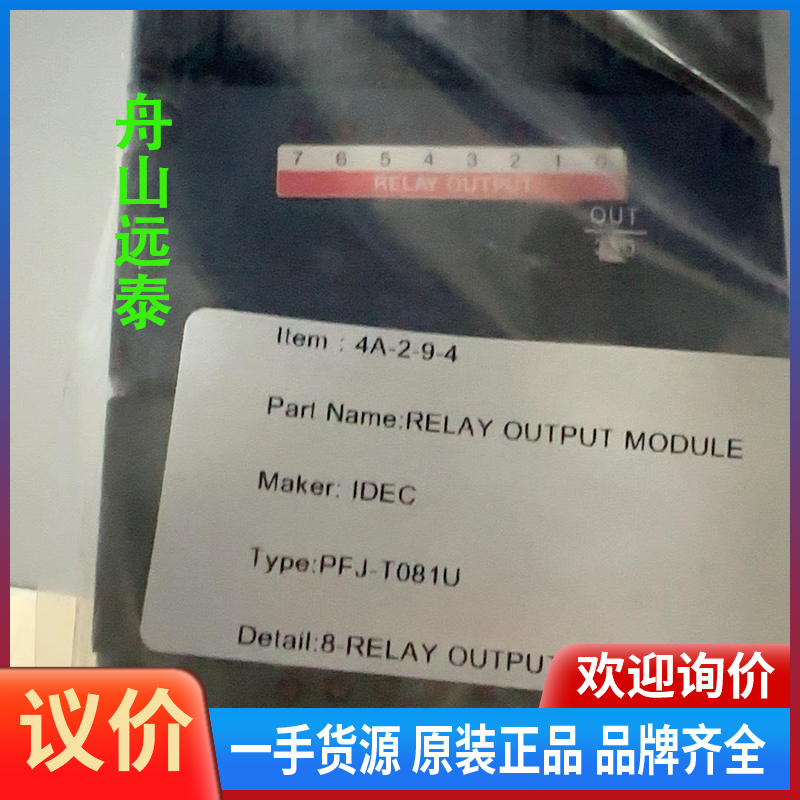 舟山远泰
7 6 5 4 3 2 1 0
RELAY OUTPUT
OUT
Item : 4A-2-9-4
Part Name:RELAY OUTPUT MODULE
Maker: IDEC
Type:PFJ-T081U
Detail:8-RELAY OUTPUT
欢迎询价
议价
一手货源 原装正品 品牌齐全